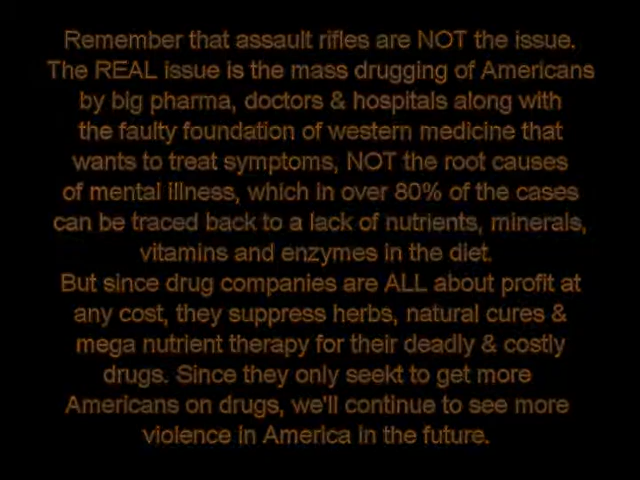 Remember that assault rifles are NOT the issue.
The REAL issue is the mass drugging of Americans
by big pharma, doctors & hospitals along with
the faulty foundation of western medicine that
wants to treat symptoms, NOT the root causes
of mental illness, which in over 80% of the cases
can be traced back to a lack of nutrients, minerals,
vitamins and enzymes in the diet.
But since drug companies are ALL about profit at
any cost, they suppress herbs, natural cures &
mega nutrient therapy for their deadly & costly
drugs. Since they only seekt to get more
Americans on drugs, we'll continue to see more
violence in America in the future.